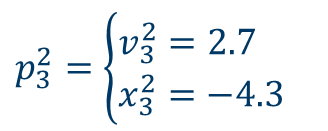 p₃² = { v₃² = 2.7
x₃² = −4.3